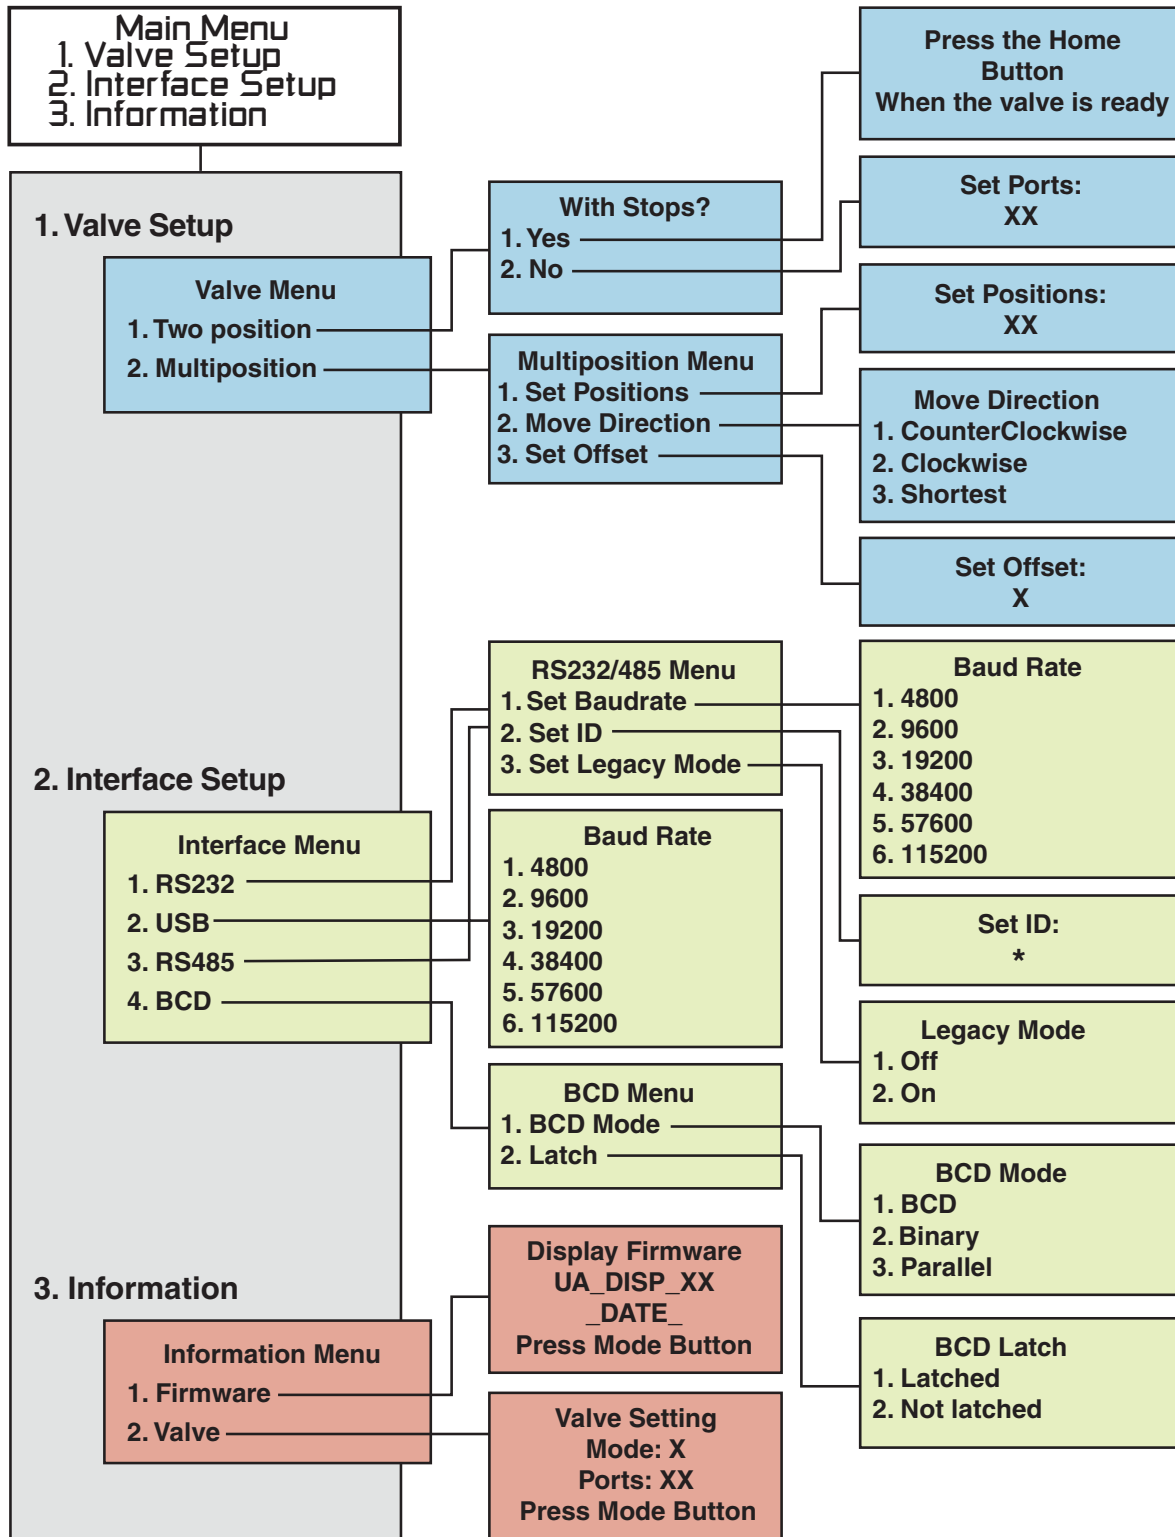 Main Menu
1. Valve Setup
2. Interface Setup
3. Information
1. Valve Setup
Valve Menu
1. Two position
2. Multiposition
With Stops?
1. Yes
2. No
Press the Home
Button
When the valve is ready
Set Ports:
XX
Multiposition Menu
1. Set Positions
2. Move Direction
3. Set Offset
Set Positions:
XX
Move Direction
1. CounterClockwise
2. Clockwise
3. Shortest
Set Offset:
X
2. Interface Setup
Interface Menu
1. RS232
2. USB
3. RS485
4. BCD
RS232/485 Menu
1. Set Baudrate
2. Set ID
3. Set Legacy Mode
Baud Rate
1. 4800
2. 9600
3. 19200
4. 38400
5. 57600
6. 115200
Baud Rate
1. 4800
2. 9600
3. 19200
4. 38400
5. 57600
6. 115200
Set ID:
*
Legacy Mode
1. Off
2. On
BCD Menu
1. BCD Mode
2. Latch
BCD Mode
1. BCD
2. Binary
3. Parallel
BCD Latch
1. Latched
2. Not latched
3. Information
Information Menu
1. Firmware
2. Valve
Display Firmware
UA_DISP_XX
_DATE_
Press Mode Button
Valve Setting
Mode: X
Ports: XX
Press Mode Button